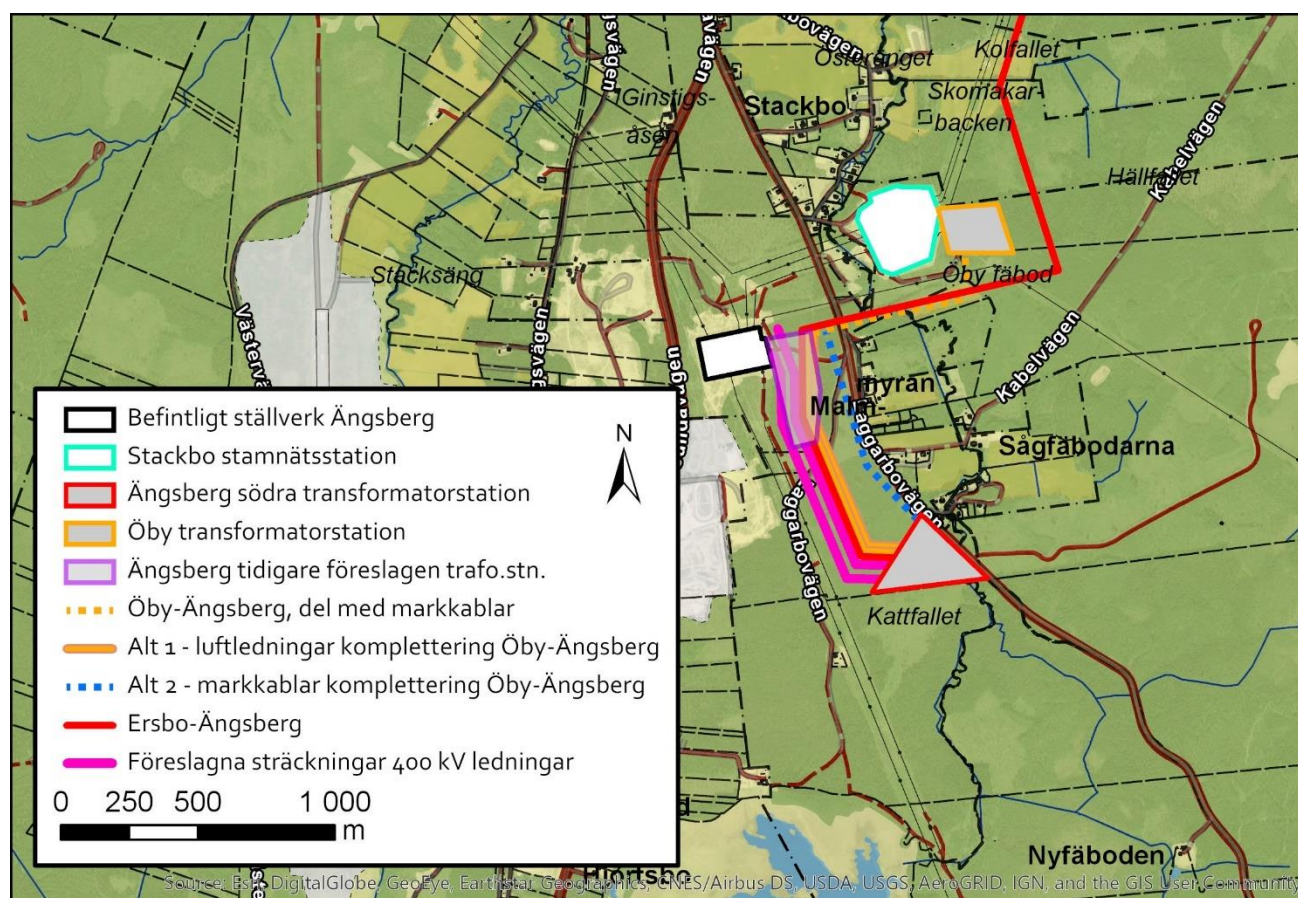 Kolfallet
Österänget
Skomakar-
backen
Stackbo
Ginstigs-
åsen
Hällfallet
Kabelvägen
Stacksäng
Öby fäbod
myran
Malm-
Kabelvägen
Sågfäbodarna
Kattfallet
Nyfäboden
Befintligt ställverk Ängsberg
Stackbo stamnätsstation
Ängsberg södra transformatorstation
Öby transformatorstation
Ängsberg tidigare föreslagen trafo.stn.
Öby-Ängsberg, del med markkablar
Alt 1 - luftledningar komplettering Öby-Ängsberg
Alt 2 - markkablar komplettering Öby-Ängsberg
Ersbo-Ängsberg
Föreslagna sträckningar 400 kV ledningar
N
0 250 500 1 000
m
Source: Esri, DigitalGlobe, GeoEye, Earthstar Geographics, CNES/Airbus DS, USDA, USGS, AeroGRID, IGN, and the GIS User Community